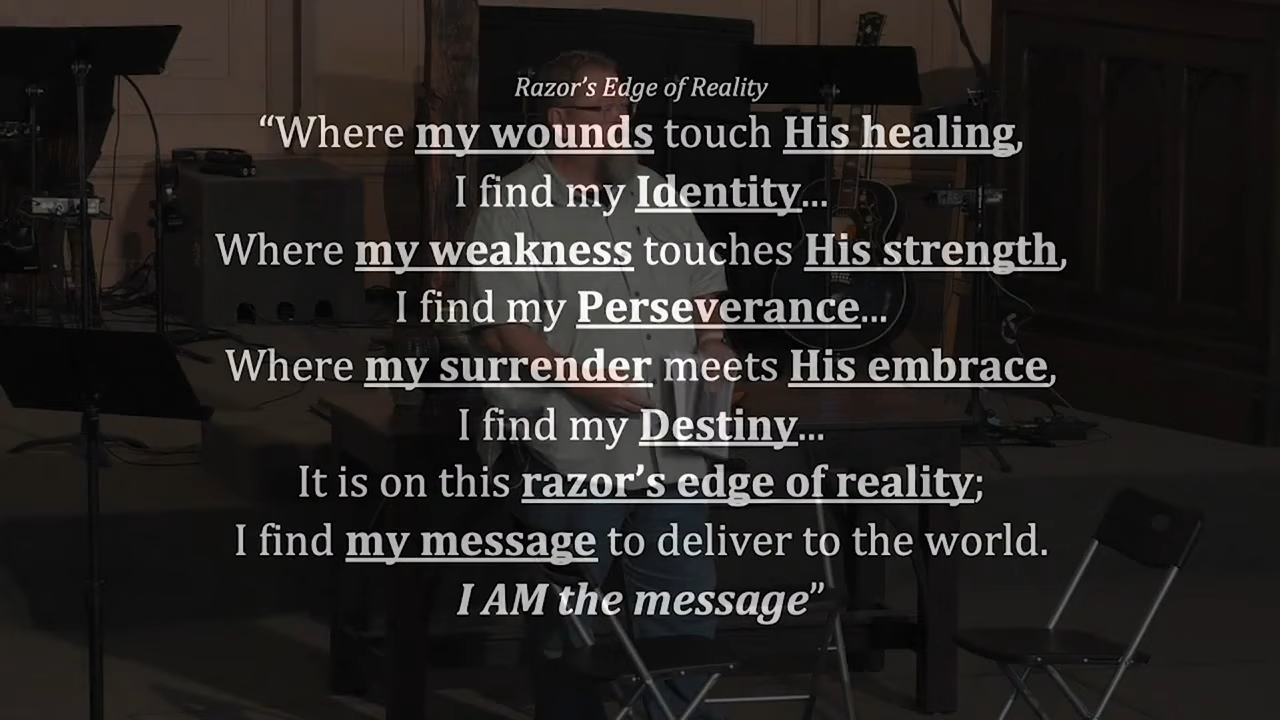 Razor’s Edge of Reality
“Where my wounds touch His healing,
I find my Identity...
Where my weakness touches His strength,
I find my Perseverance...
Where my surrender meets His embrace,
I find my Destiny...
It is on this razor’s edge of reality;
I find my message to deliver to the world.
I AM the message”